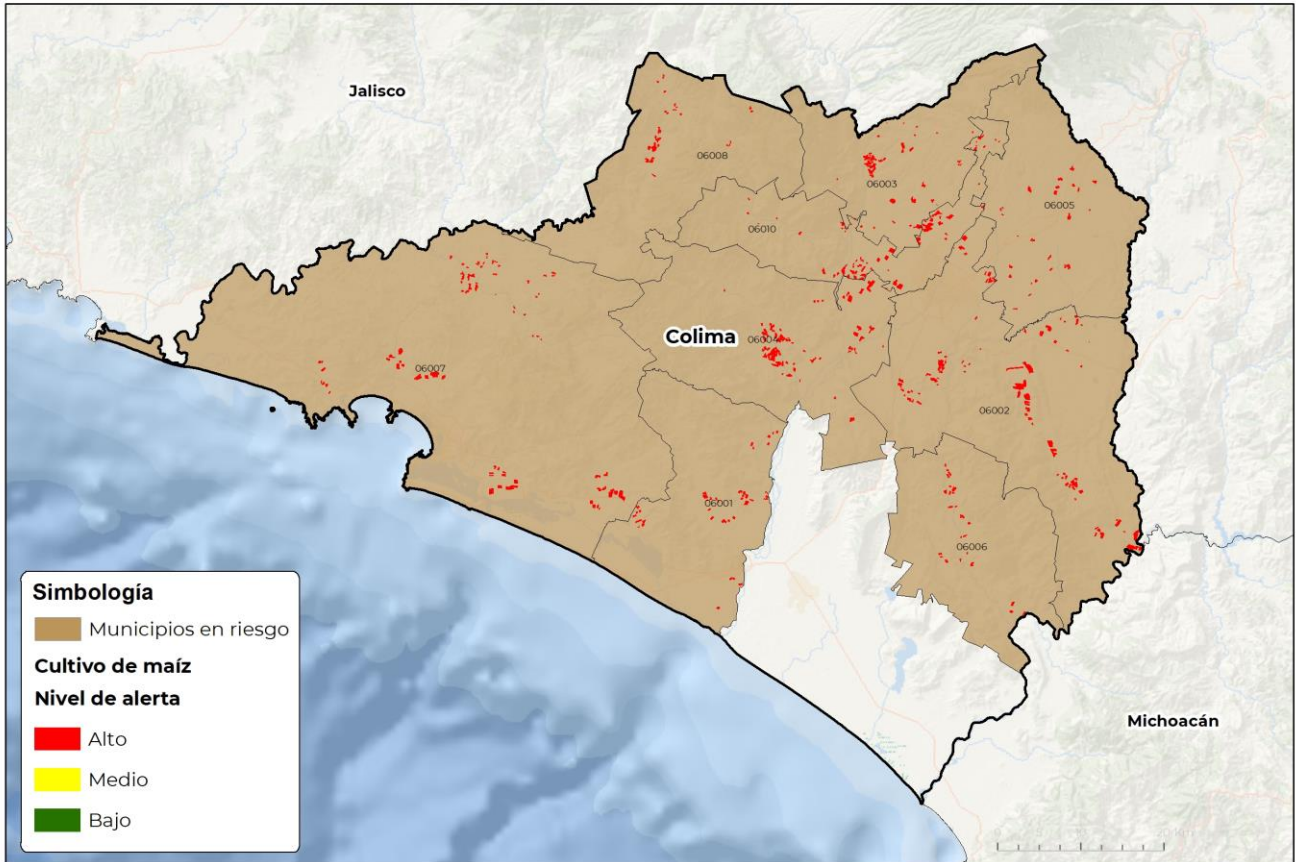 Jalisco
06008
06003
06005
06010
Colima
06004
06007
06002
06001
06006
Michoacán
Simbología
Municipios en riesgo
Cultivo de maíz
Nivel de alerta
Alto
Medio
Bajo